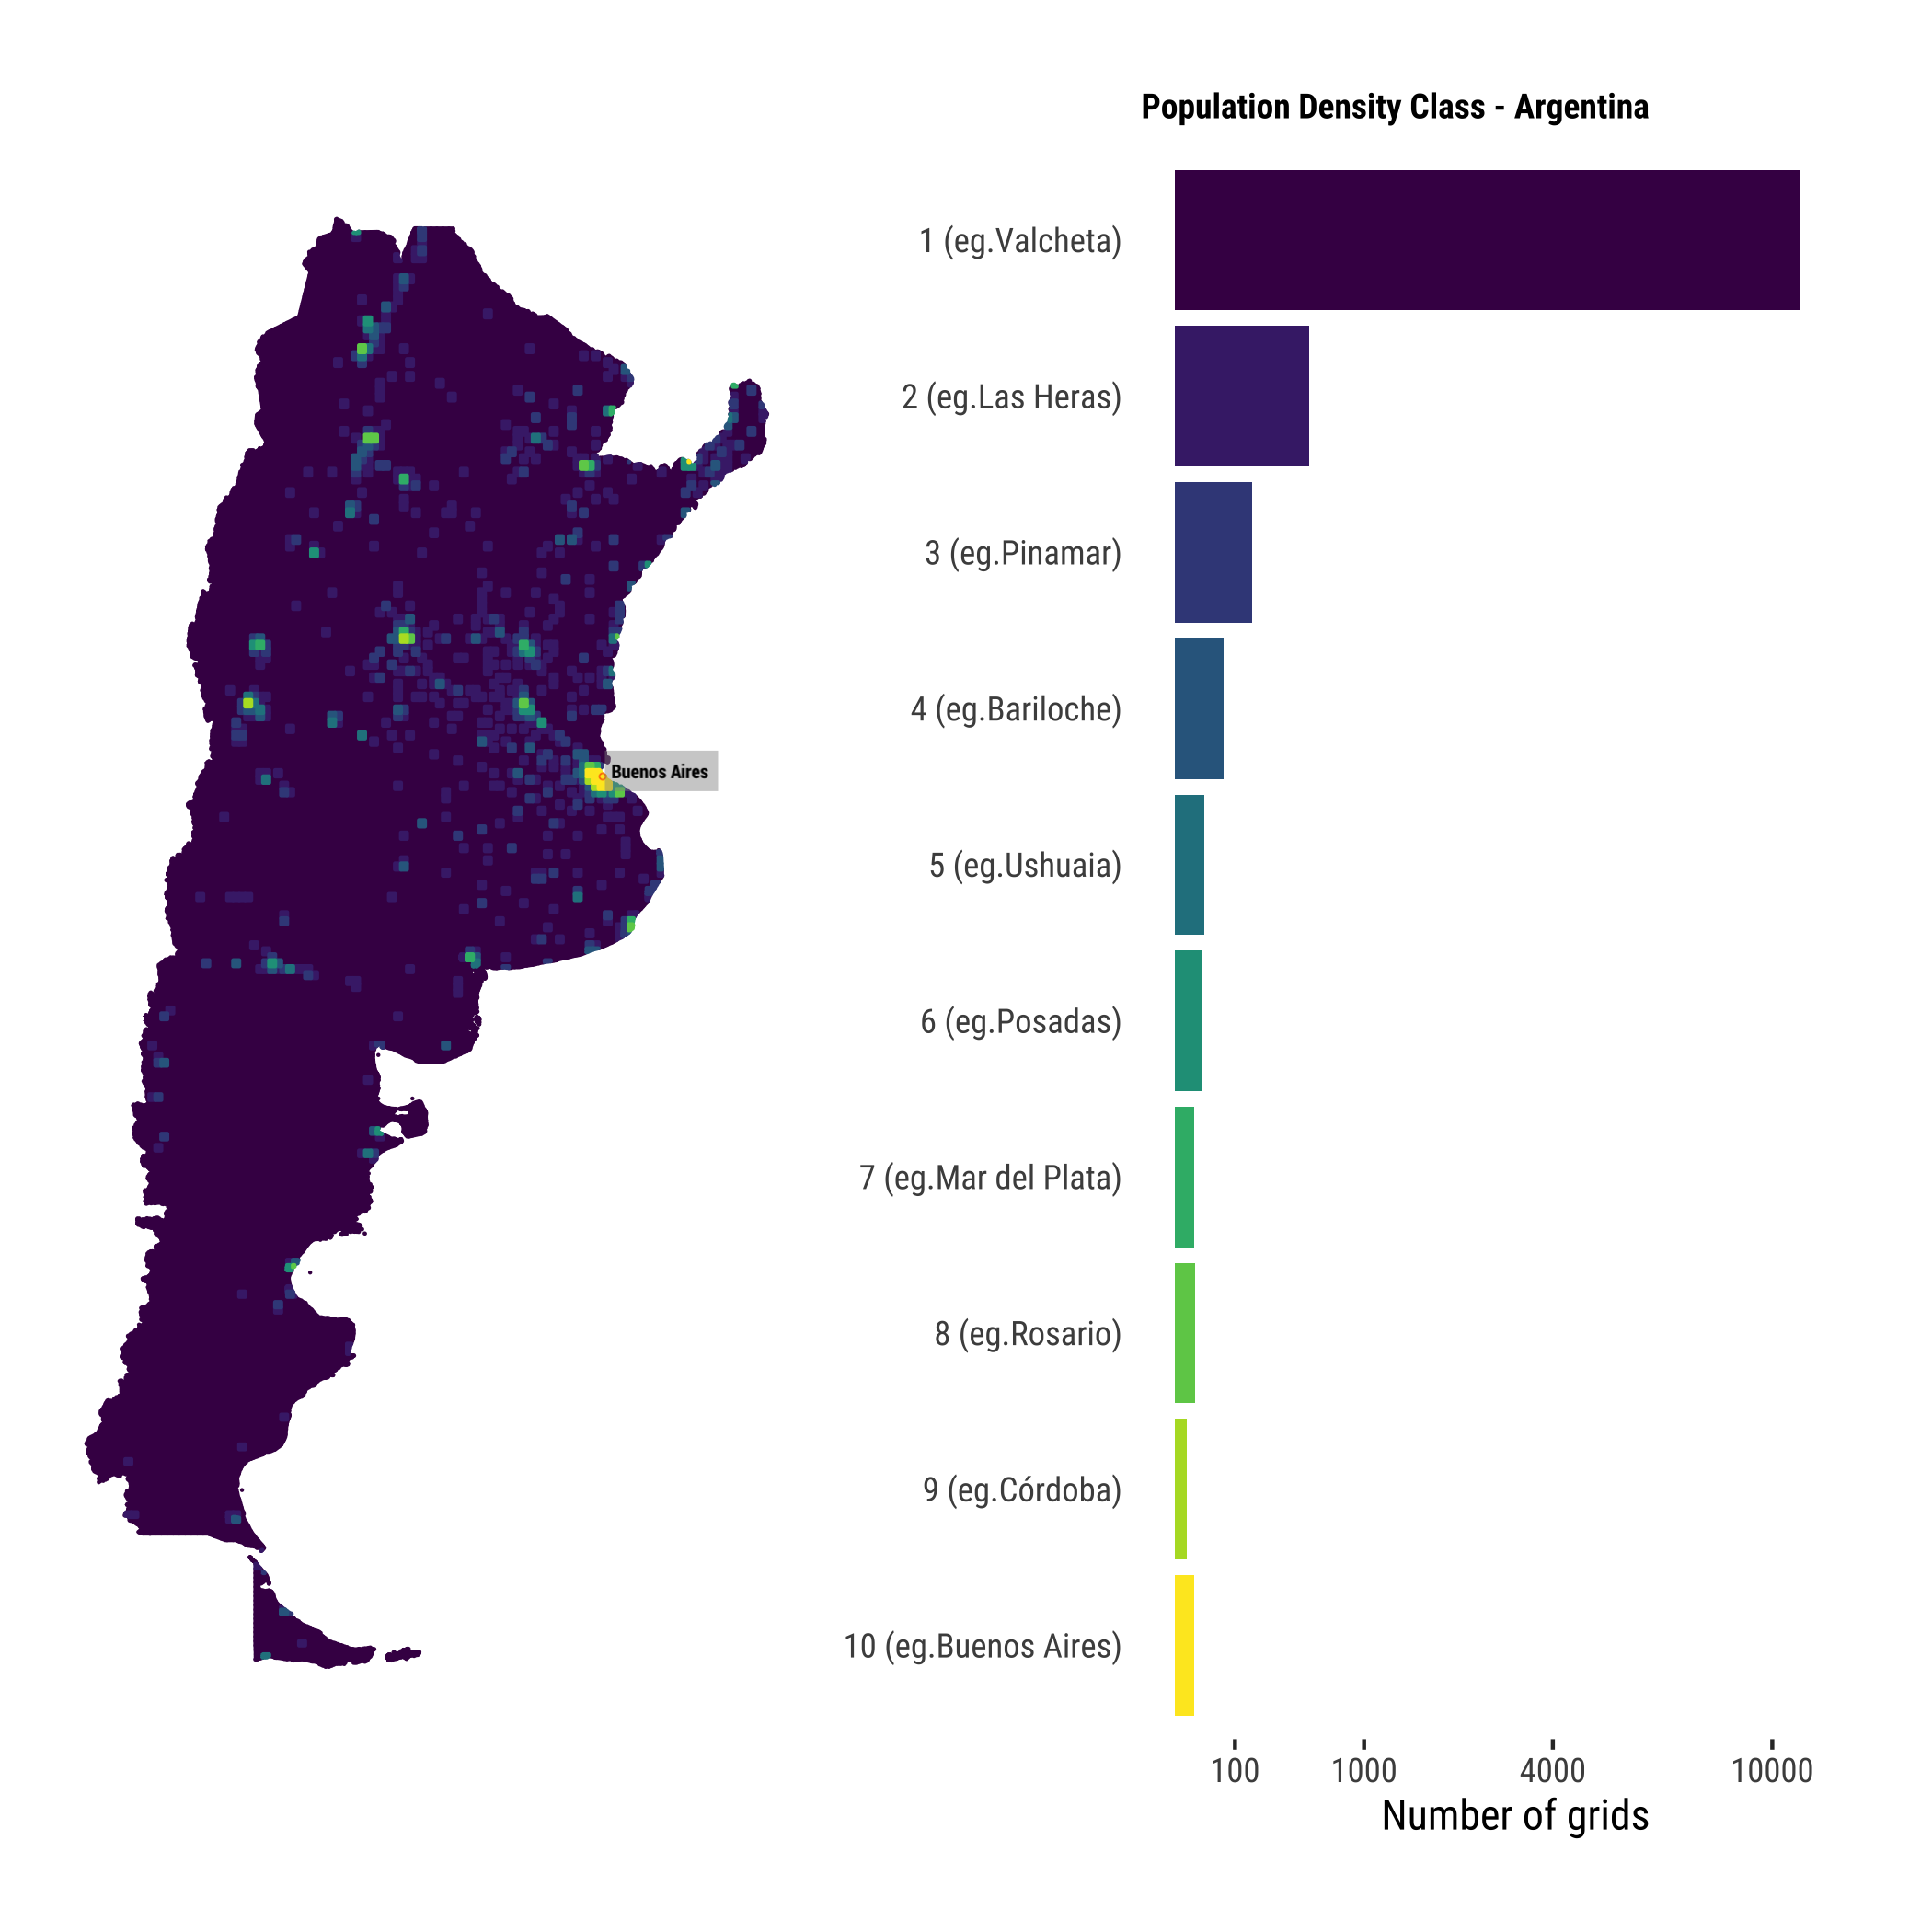 Population Density Class - Argentina
1 (eg.Valcheta)
2 (eg.Las Heras)
3 (eg.Pinamar)
4 (eg.Bariloche)
Buenos Aires
5 (eg.Ushuaia)
6 (eg.Posadas)
7 (eg.Mar del Plata)
8 (eg.Rosario)
9 (eg.Córdoba)
10 (eg.Buenos Aires)
100 1000 4000 10000
Number of grids